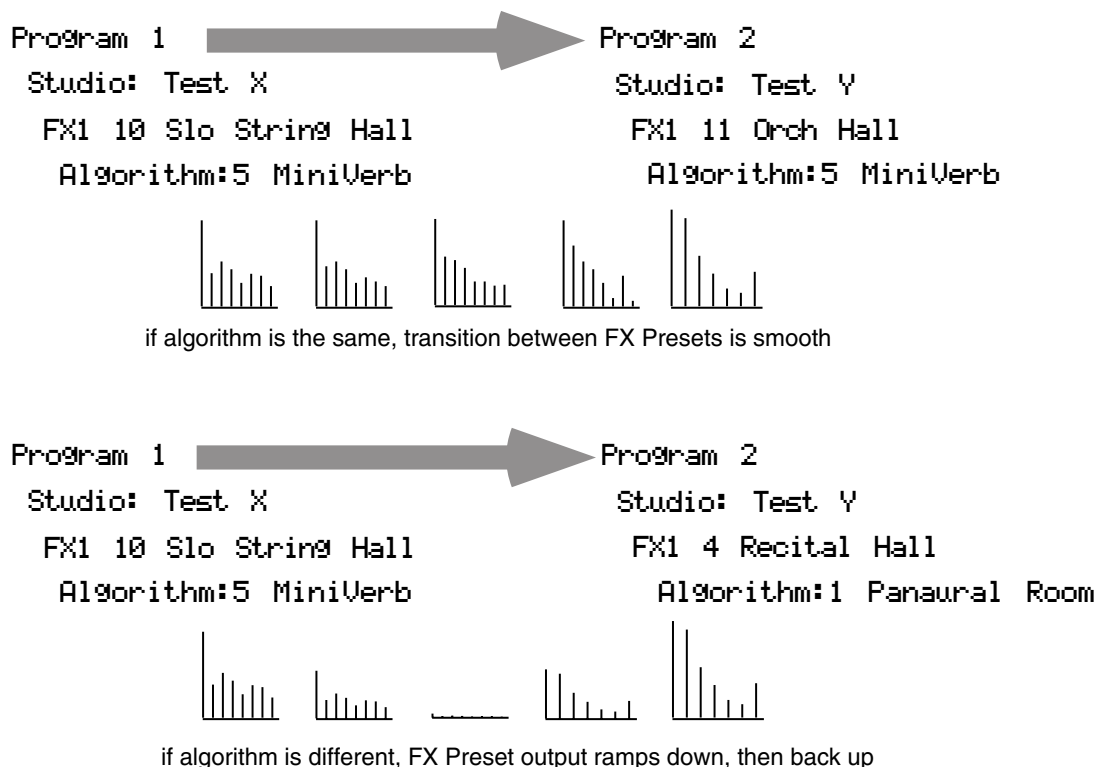 Program 1
Program 2
Studio: Test X
Studio: Test Y
FX1 10 Slo String Hall
FX1 11 Orch Hall
Algorithm:5 MiniVerb
Algorithm:5 MiniVerb
if algorithm is the same, transition between FX Presets is smooth
Program 1
Program 2
Studio: Test X
Studio: Test Y
FX1 10 Slo String Hall
FX1 4 Recital Hall
Algorithm:5 MiniVerb
Algorithm:1 Panaural Room
if algorithm is different, FX Preset output ramps down, then back up